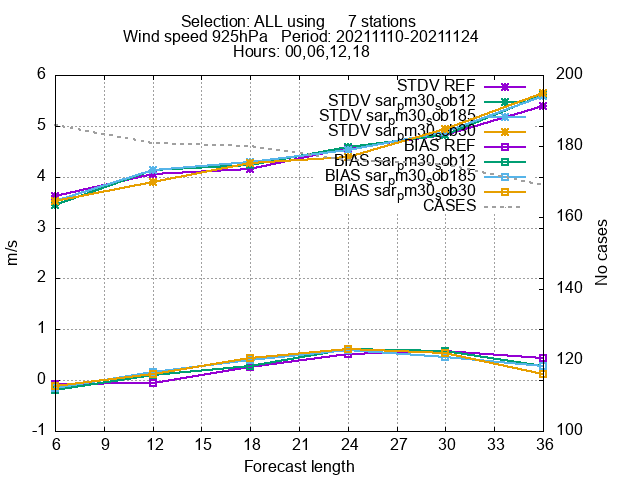 Selection: ALL using 7 stations
Wind speed 925hPa Period: 20211110-20211124
Hours: 00,06,12,18
6 200
STDV REF
STDV sar_pm30_sob12
STDV sar_pm30_sob185
5 180
STDV sar_pm30_sob30
BIAS REF
BIAS sar_pm30_sob12
4
BIAS sar_pm30_sob185
BIAS sar_pm30_sob30
CASES
160
3
m/s No cases
2 140
1
120
0
-1 100
6 9 12 15 18 21 24 27 30 33 36
Forecast length